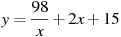 y = 98/x + 2x + 15